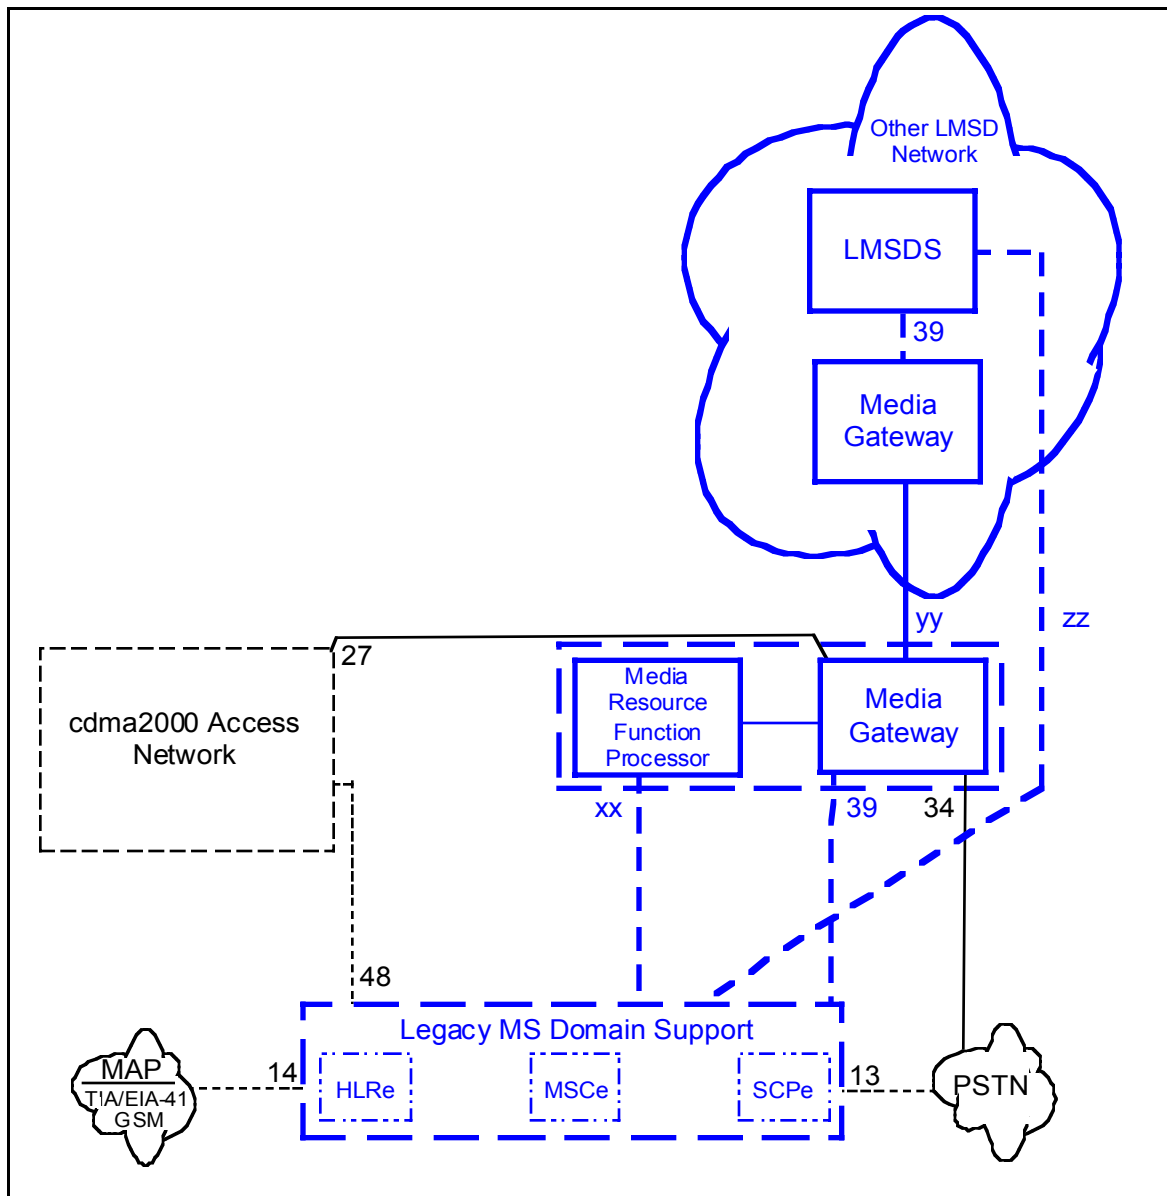 Other LMSD
Network
LMSDS
39
Media
Gateway
yy
zz
27
cdma2000 Access
Network
Media
Resource
Function
Processor
Media
Gateway
xx
39
34
48
Legacy MS Domain Support
MAP
TIA/EIA-41
GSM
14
HLRe
MSCe
SCPe
13
PSTN